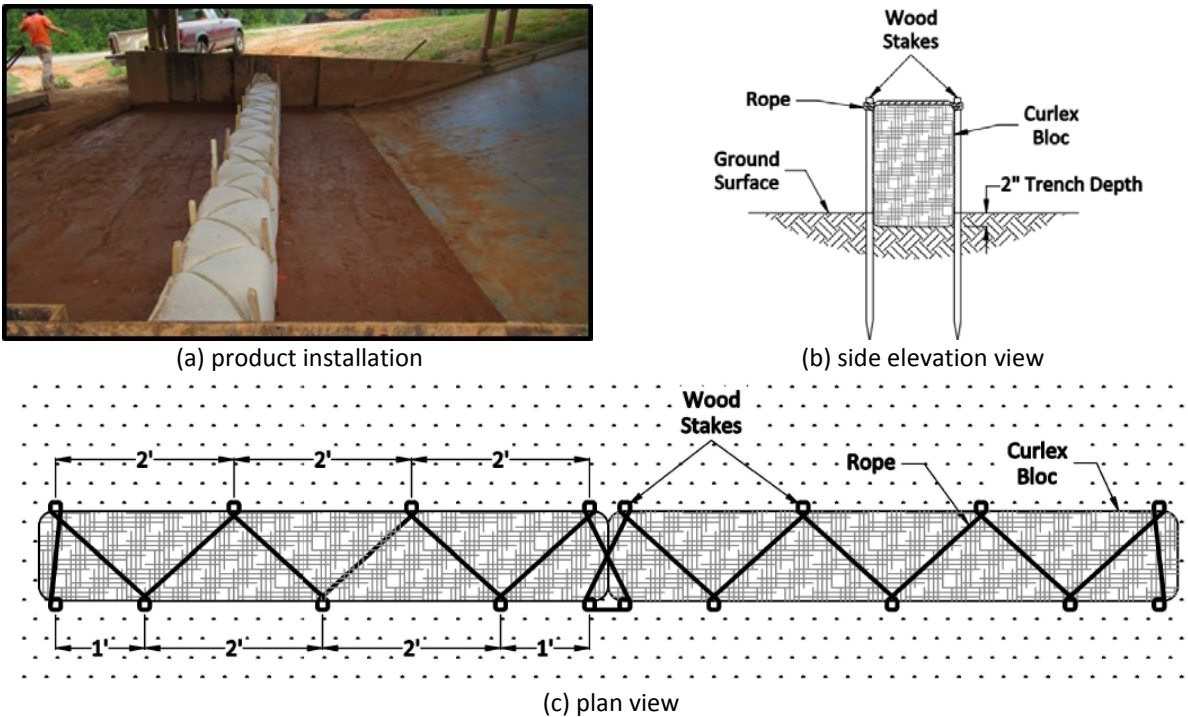 Wood
Stakes
Rope
Curlex
Bloc
Ground
Surface
2" Trench Depth
(a) product installation
(b) side elevation view
Wood
Stakes
2'
2'
2'
Rope
Curlex
Bloc
1'
2'
2'
1'
(c) plan view